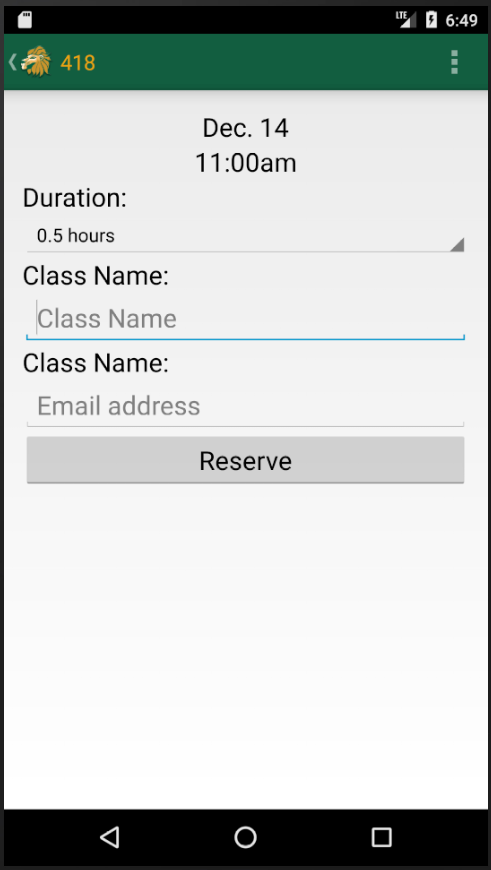 LTE 6:49
418
Dec. 14
11:00am
Duration:
0.5 hours
Class Name:
Class Name
Class Name:
Email address
Reserve